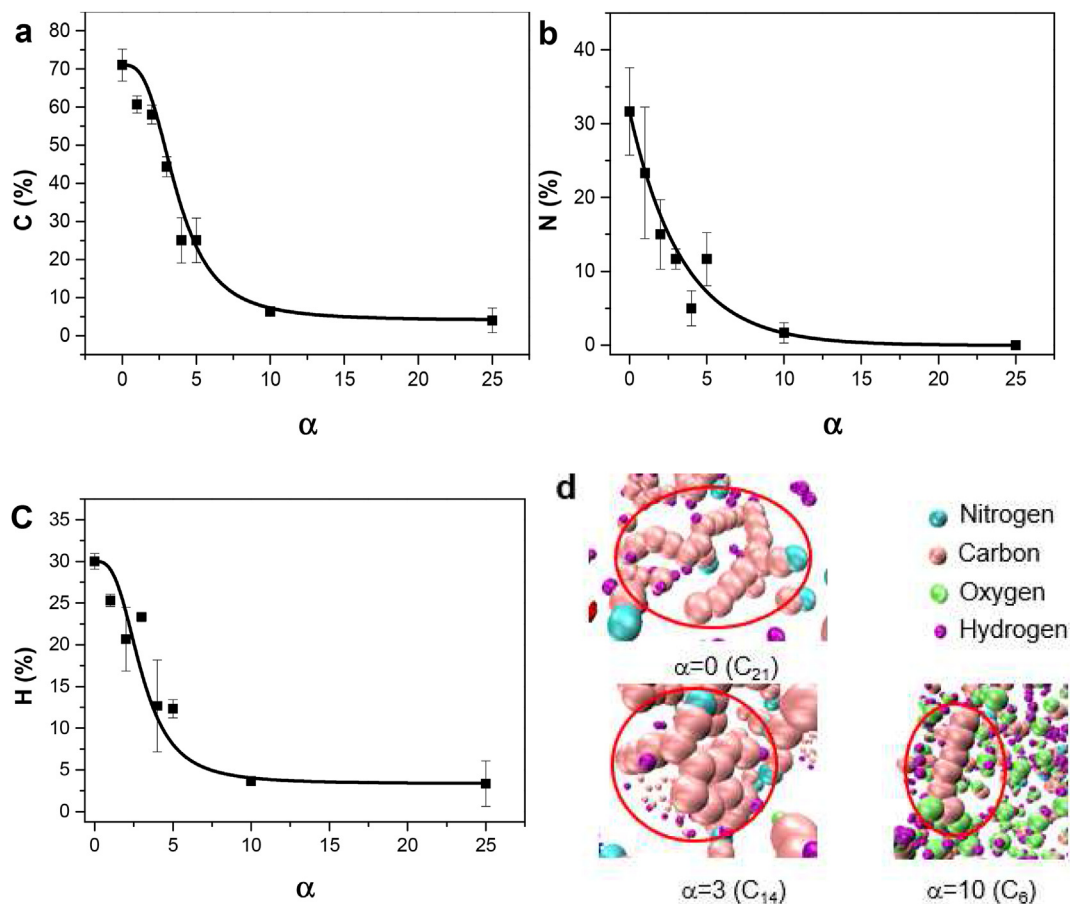 a
C (%)
80
70
60
50
40
30
20
10
0
0 5 10 15 20 25
α
b
N (%)
40
30
20
10
0
0 5 10 15 20 25
α
C
H (%)
35
30
25
20
15
10
5
0
0 5 10 15 20 25
α
d
Nitrogen
Carbon
Oxygen
Hydrogen
α=0 (C₂₁)
α=3 (C₁₄)
α=10 (C₆)